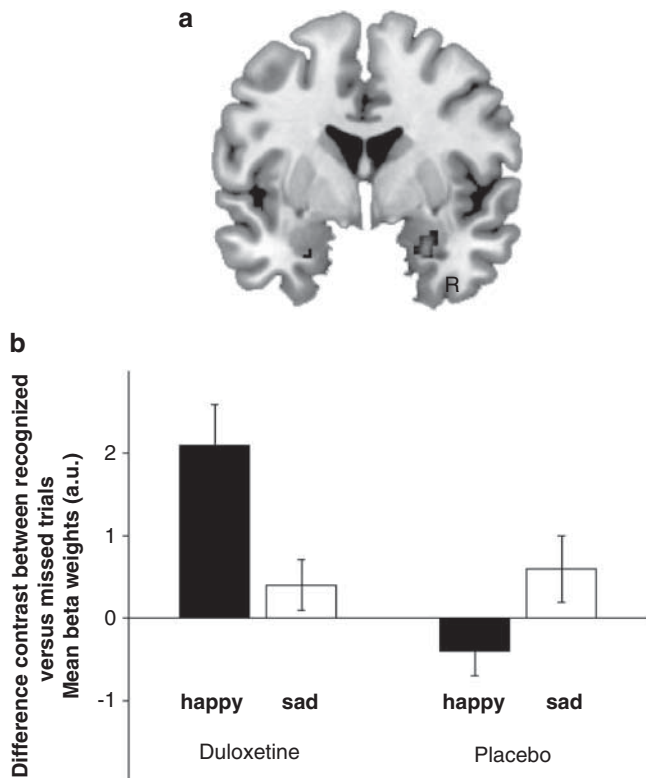 a
R
b
Difference contrast between recognized
versus missed trials
Mean beta weights (a.u.)
2
1
0
-1
happy sad happy sad
Duloxetine Placebo